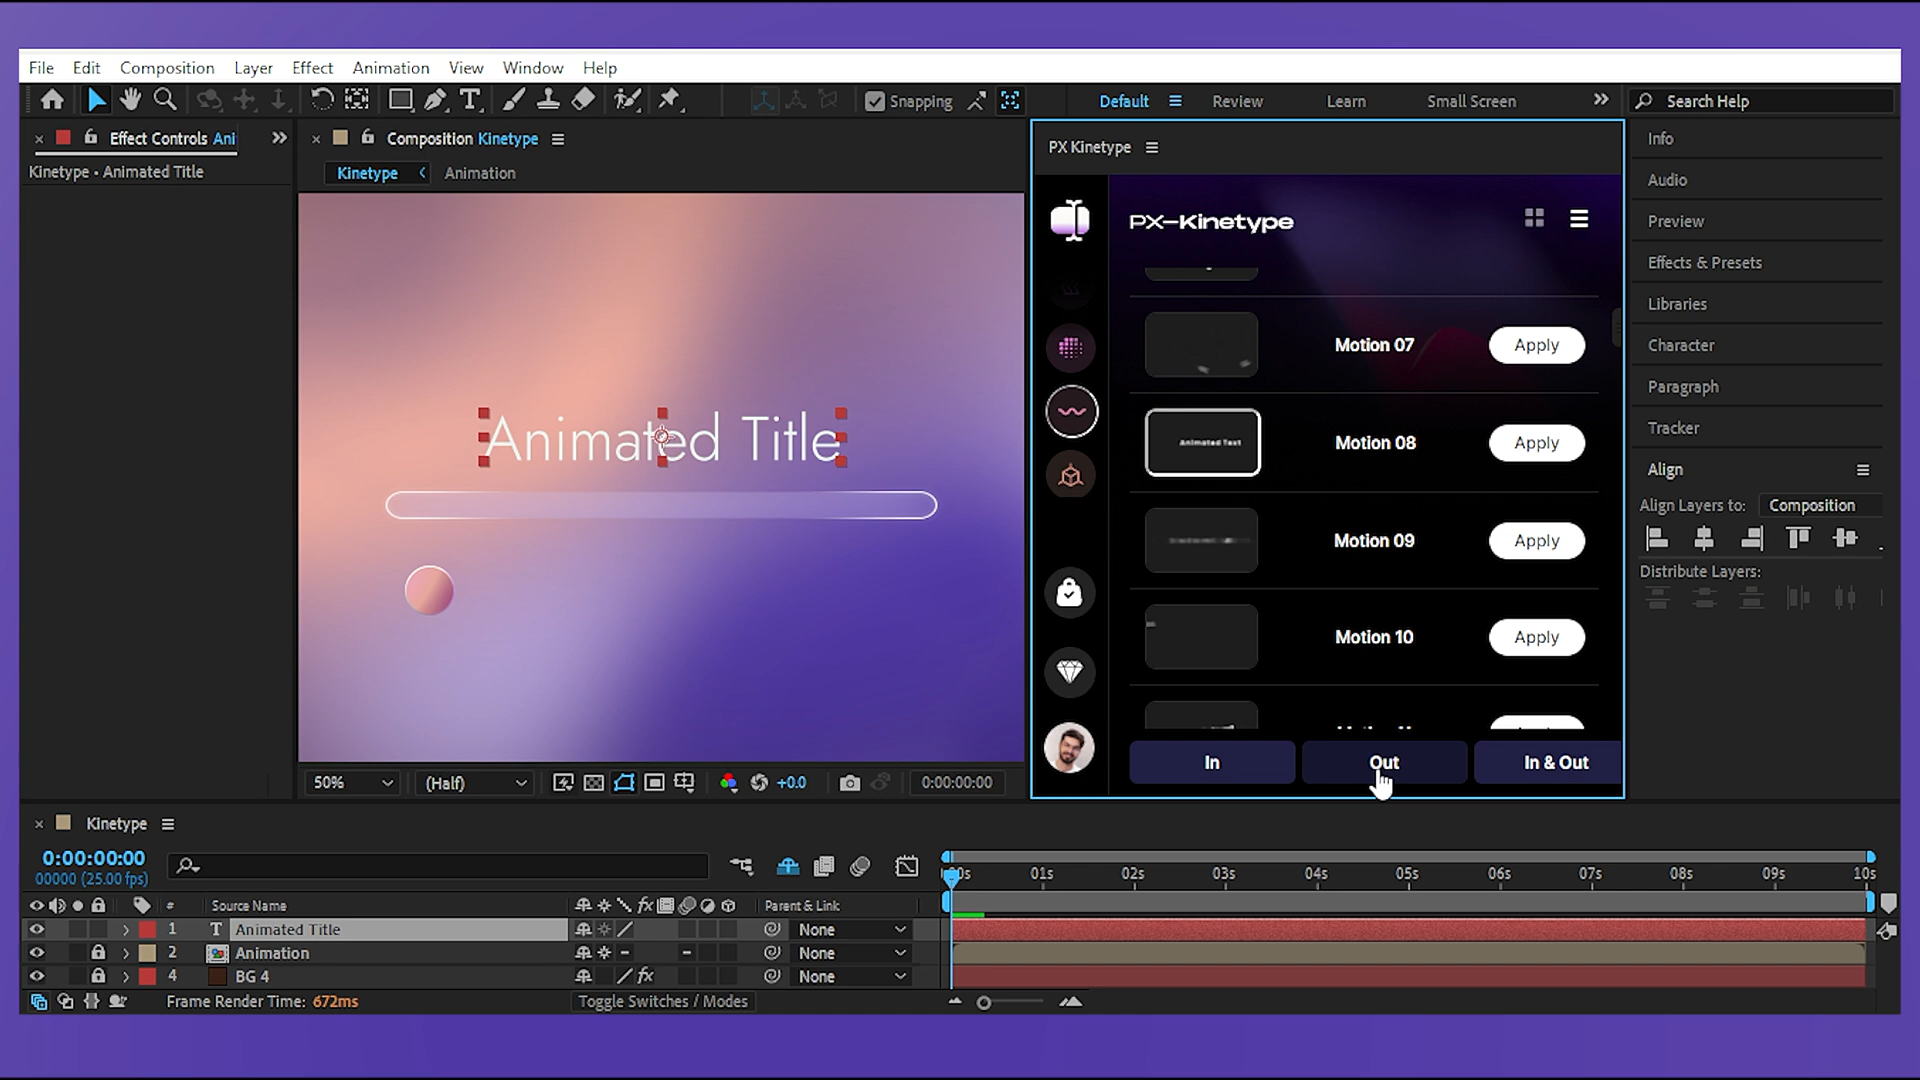 File Edit Composition Layer Effect Animation View Window Help
Snapping Default Review Learn Small Screen Search Help
Effect Controls Ani
Kinetype • Animated Title
Composition Kinetype
Kinetype Animation
Animated Title
50% (Half) +0.0 0:00:00:00
PX Kinetype
PX-Kinetype
Motion 07 Apply
Animated Text Motion 08 Apply
Motion 09 Apply
Motion 10 Apply
In Out In & Out
Info
Audio
Preview
Effects & Presets
Libraries
Character
Paragraph
Tracker
Align
Align Layers to: Composition
Distribute Layers:
Kinetype
0:00:00:00
00000 (25.00 fps)
01s 02s 03s 04s 05s 06s 07s 08s 09s 10s
# Source Name fx Parent & Link
1 T Animated Title None
2 Animation None
4 BG 4 fx None
Frame Render Time: 672ms Toggle Switches / Modes